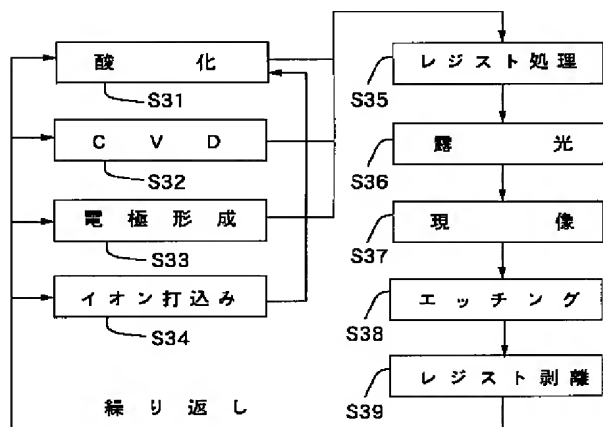 酸化
S31
CVD
S32
電極形成
S33
イオン打込み
S34
繰り返し
レジスト処理
S35
露光
S36
現像
S37
エッチング
S38
レジスト剥離
S39